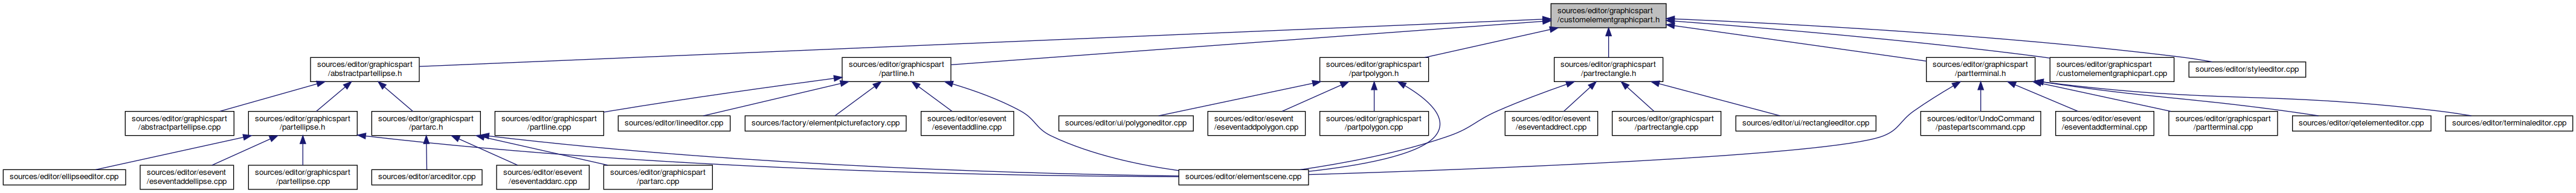 sources/editor/graphicspart
/customelementgraphicpart.h
sources/editor/graphicspart
/abstractpartellipse.h
sources/editor/graphicspart
/partline.h
sources/editor/graphicspart
/partpolygon.h
sources/editor/graphicspart
/partrectangle.h
sources/editor/graphicspart
/partterminal.h
sources/editor/graphicspart
/customelementgraphicpart.cpp
sources/editor/styleeditor.cpp
sources/editor/graphicspart
/abstractpartellipse.cpp
sources/editor/graphicspart
/partellipse.h
sources/editor/graphicspart
/partarc.h
sources/editor/graphicspart
/partline.cpp
sources/editor/lineeditor.cpp
sources/factory/elementpicturefactory.cpp
sources/editor/esevent
/eseventaddline.cpp
sources/editor/ui/polygoneditor.cpp
sources/editor/esevent
/eseventaddpolygon.cpp
sources/editor/graphicspart
/partpolygon.cpp
sources/editor/esevent
/eseventaddrect.cpp
sources/editor/graphicspart
/partrectangle.cpp
sources/editor/ui/rectangleeditor.cpp
sources/editor/UndoCommand
/pastepartscommand.cpp
sources/editor/esevent
/eseventaddterminal.cpp
sources/editor/graphicspart
/partterminal.cpp
sources/editor/qetelementeditor.cpp
sources/editor/terminaleditor.cpp
sources/editor/ellipseeditor.cpp
sources/editor/esevent
/eseventaddellipse.cpp
sources/editor/graphicspart
/partellipse.cpp
sources/editor/arceditor.cpp
sources/editor/esevent
/eseventaddarc.cpp
sources/editor/graphicspart
/partarc.cpp
sources/editor/elementscene.cpp